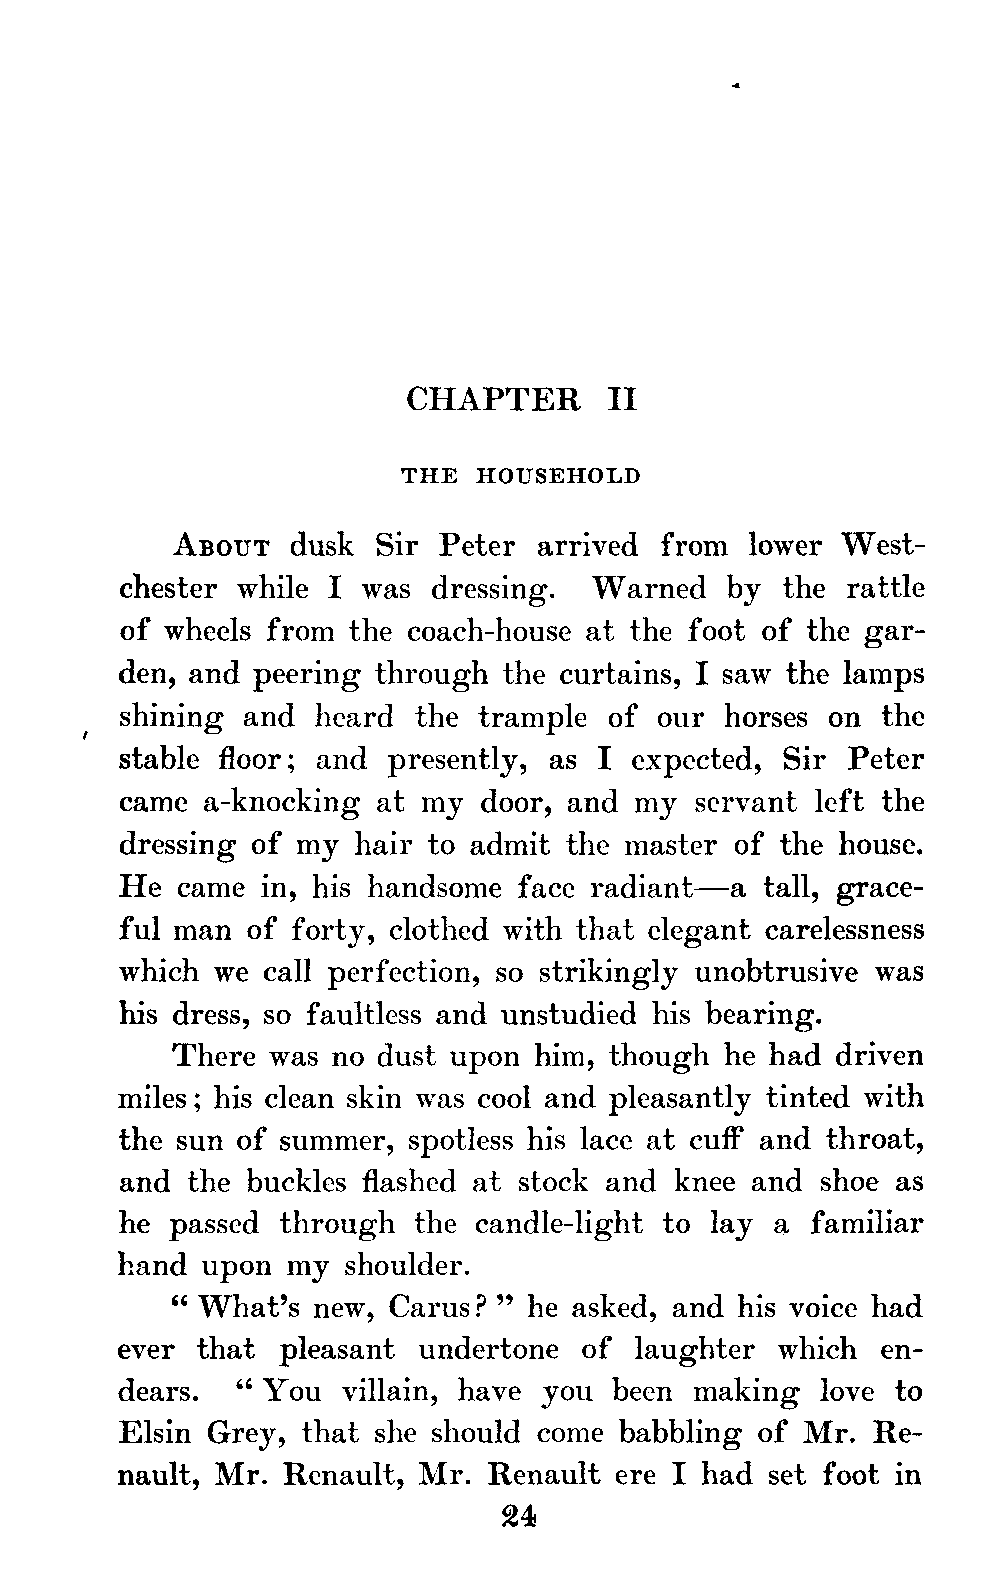 CHAPTER II
THE HOUSEHOLD
ABOUT dusk Sir Peter arrived from lower West-
chester while I was dressing. Warned by the rattle
of wheels from the coach-house at the foot of the gar-
den, and peering through the curtains, I saw the lamps
shining and heard the trample of our horses on the
stable floor; and presently, as I expected, Sir Peter
came a-knocking at my door, and my servant left the
dressing of my hair to admit the master of the house.
He came in, his handsome face radiant—a tall, grace-
ful man of forty, clothed with that elegant carelessness
which we call perfection, so strikingly unobtrusive was
his dress, so faultless and unstudied his bearing.
There was no dust upon him, though he had driven
miles; his clean skin was cool and pleasantly tinted with
the sun of summer, spotless his lace at cuff and throat,
and the buckles flashed at stock and knee and shoe as
he passed through the candle-light to lay a familiar
hand upon my shoulder.
“ What’s new, Carus? ” he asked, and his voice had
ever that pleasant undertone of laughter which en-
dears. “ You villain, have you been making love to
Elsin Grey, that she should come babbling of Mr. Re-
nault, Mr. Renault, Mr. Renault ere I had set foot in
24